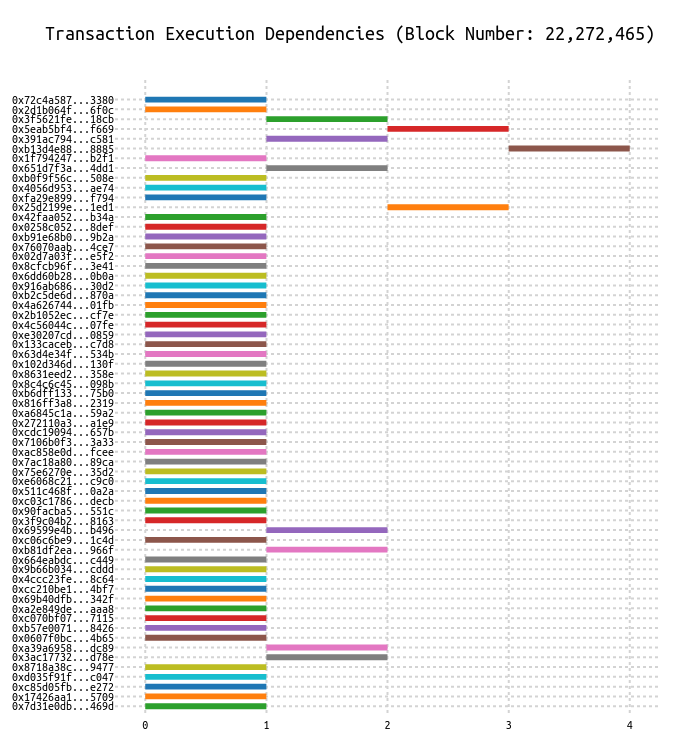 Transaction Execution Dependencies (Block Number: 22,272,465)
0x72c4a587...3380
0x2d1b064f...6f0c
0x3f5621fe...18cb
0x5eab5bf4...f669
0x391ac794...c581
0xb13d4e88...8885
0x1f794247...b2f1
0x651d7f3a...4dd1
0xb0f9f56c...508e
0x4056d953...ae74
0xfa29e899...f794
0x25d2199e...1ed1
0x42faa052...b34a
0x0258c052...8def
0xb91e68b0...9b2a
0x76070aab...4ce7
0x02d7a03f...e5f2
0x8cfcb96f...3e41
0x6dd60b28...0b0a
0x916ab686...30d2
0xb2c5de6d...870a
0x4a626744...01fb
0x2b1052ec...cf7e
0x4c56044c...07fe
0xe30207cd...0859
0x133caceb...c7d8
0x63d4e34f...534b
0x102d346d...130f
0x8631eed2...358e
0x8c4c6c45...098b
0xb6dff133...75b0
0x816ff3a8...2319
0xa6845c1a...59a2
0x272110a3...a1e9
0xcdc19094...657b
0x7106b0f3...3a33
0xac858e0d...fcee
0x7ac18a80...89ca
0x75e6270e...35d2
0xe6068c21...c9c0
0x511c468f...0a2a
0xc03c1786...decb
0x90facba5...551c
0x3f9c04b2...8163
0x69599e4b...b496
0xc06c6be9...1c4d
0xb81df2ea...966f
0x664eabdc...c449
0x9b66b034...cddd
0x4ccc23fe...8c64
0xcc210be1...4bf7
0x69b40dfb...342f
0xa2e849de...aaa8
0xc070bf07...7115
0xb57e0071...8426
0x0607f0bc...4b65
0xa39a6958...dc89
0x3ac17732...d78e
0x8718a38c...9477
0xd035f91f...c047
0xc85d05fb...e272
0x17426aa1...5709
0x7d31e0db...469d
0 1 2 3 4